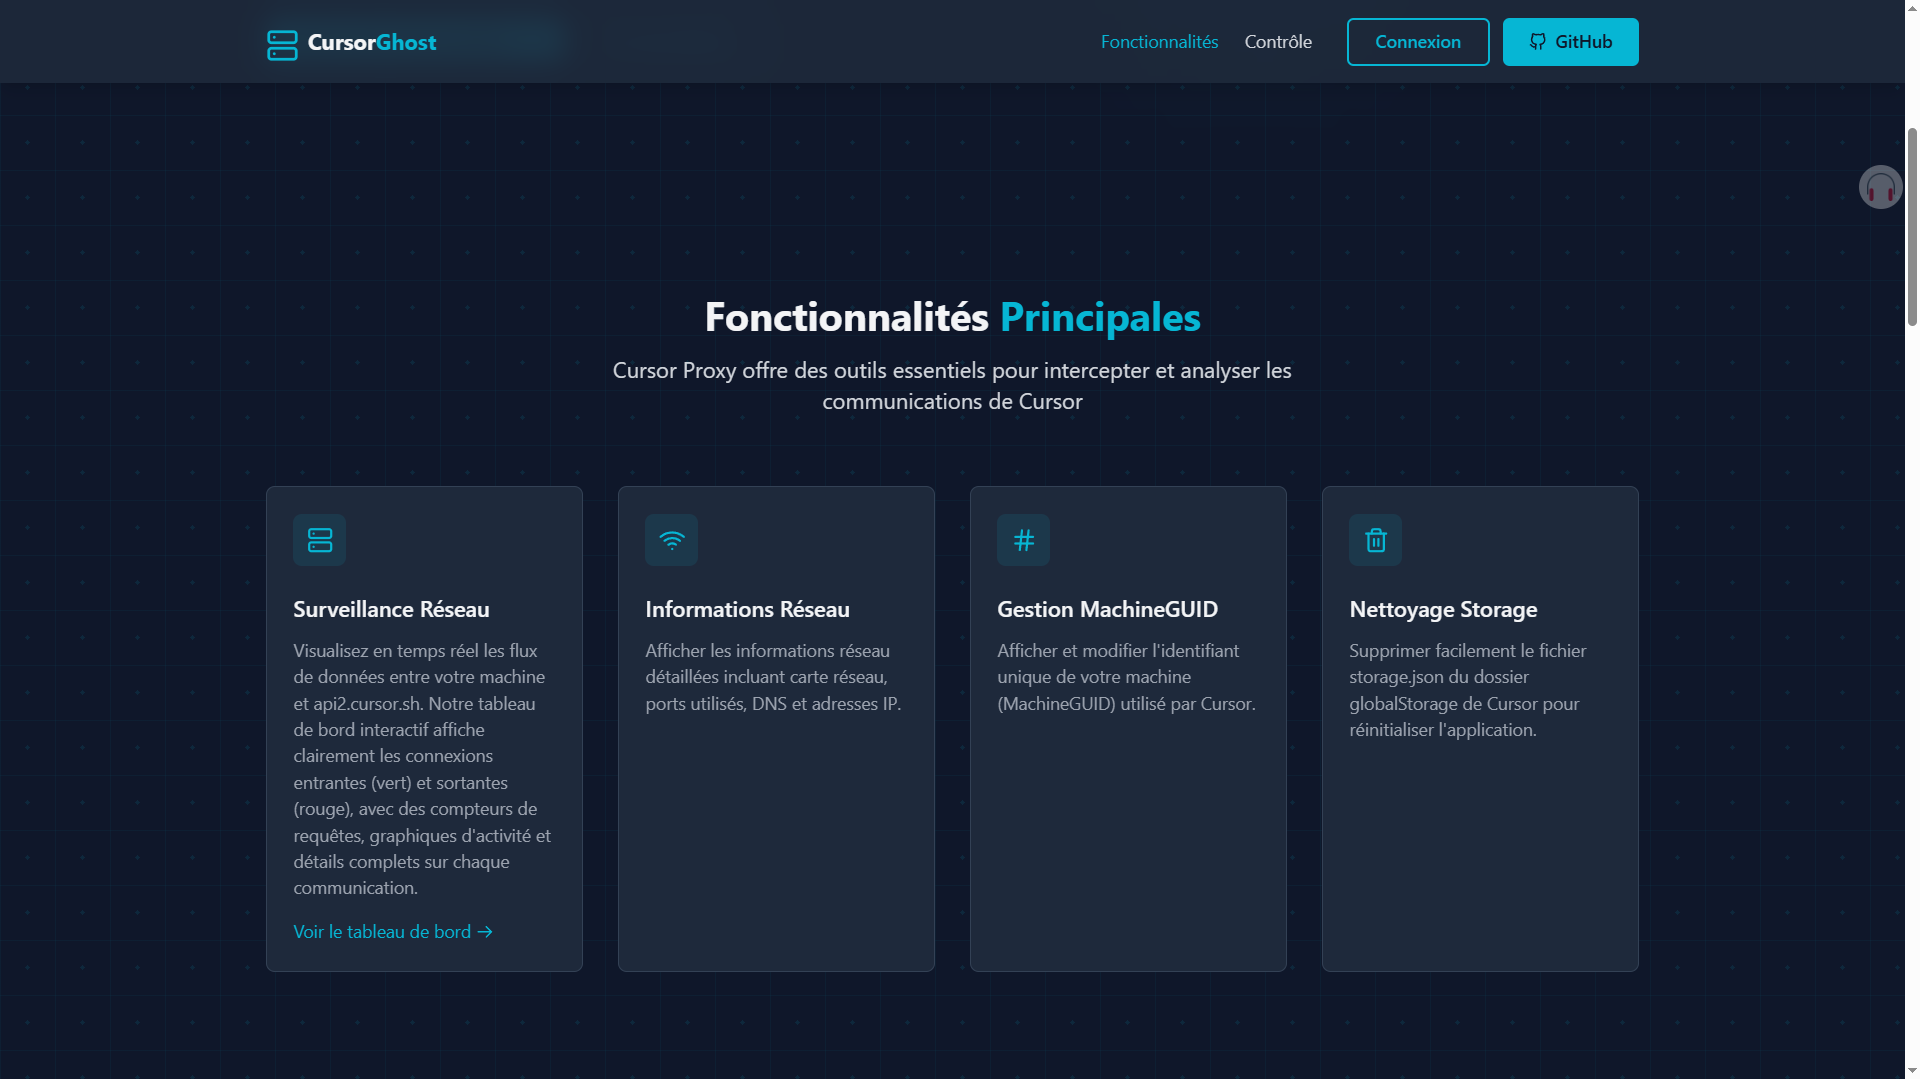 CursorGhost
Fonctionnalités
Contrôle
Connexion
GitHub
Fonctionnalités Principales
Cursor Proxy offre des outils essentiels pour intercepter et analyser les
communications de Cursor
Surveillance Réseau
Visualisez en temps réel les flux
de données entre votre machine
et api2.cursor.sh. Notre tableau
de bord interactif affiche
clairement les connexions
entrantes (vert) et sortantes
(rouge), avec des compteurs de
requêtes, graphiques d'activité et
détails complets sur chaque
communication.
Voir le tableau de bord →
Informations Réseau
Afficher les informations réseau
détaillées incluant carte réseau,
ports utilisés, DNS et adresses IP.
Gestion MachineGUID
Afficher et modifier l'identifiant
unique de votre machine
(MachineGUID) utilisé par Cursor.
Nettoyage Storage
Supprimer facilement le fichier
storage.json du dossier
globalStorage de Cursor pour
réinitialiser l'application.